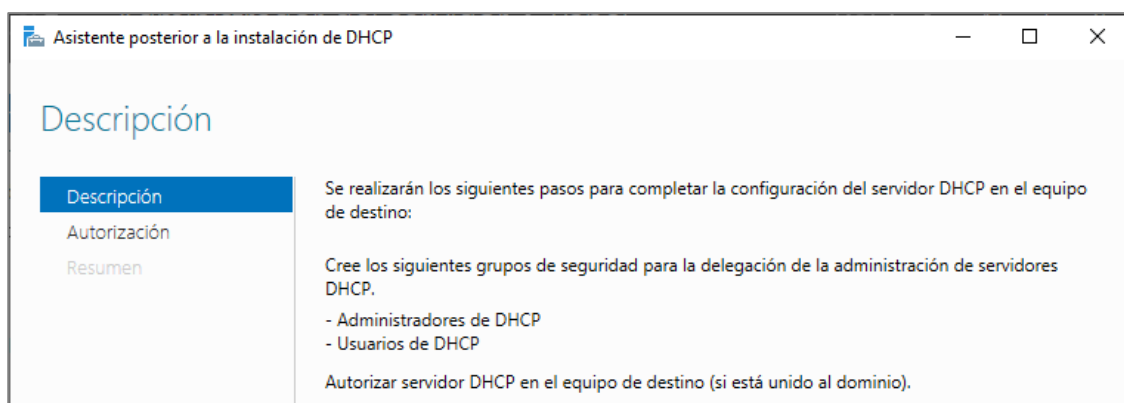 Asistente posterior a la instalación de DHCP
Descripción
Descripción
Autorización
Resumen
Se realizarán los siguientes pasos para completar la configuración del servidor DHCP en el equipo
de destino:
Cree los siguientes grupos de seguridad para la delegación de la administración de servidores
DHCP.
- Administradores de DHCP
- Usuarios de DHCP
Autorizar servidor DHCP en el equipo de destino (si está unido al dominio).